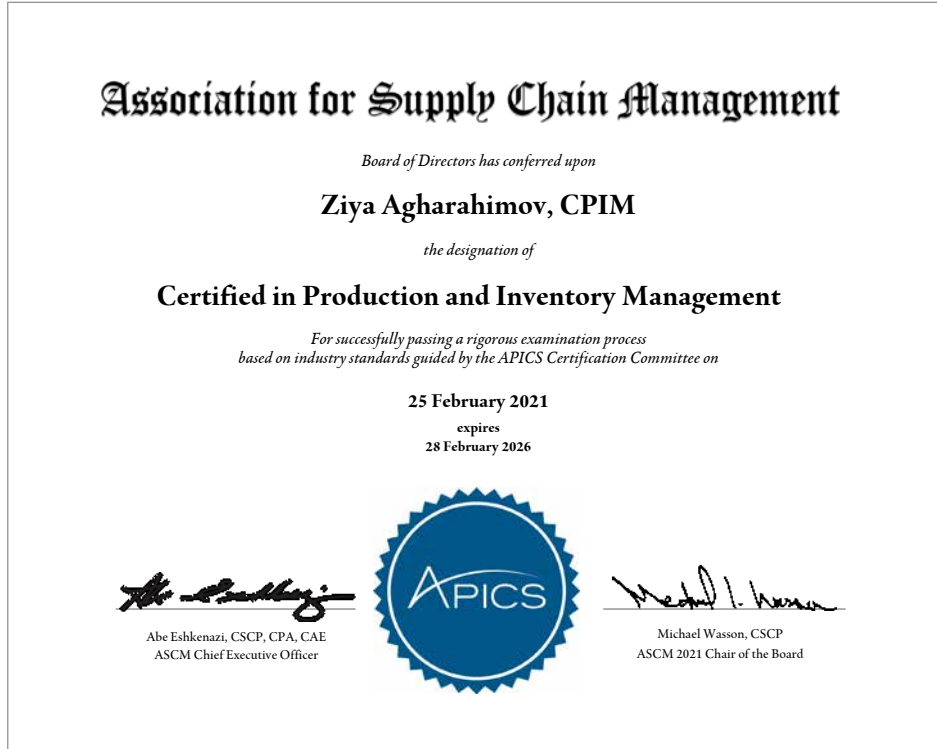 Association for Supply Chain Management
Board of Directors has conferred upon
Ziya Agharahimov, CPIM
the designation of
Certified in Production and Inventory Management
For successfully passing a rigorous examination process
based on industry standards guided by the APICS Certification Committee on
25 February 2021
expires
28 February 2026
APICS
Abe Eshkenazi, CSCP, CPA, CAE
ASCM Chief Executive Officer
Michael Wasson, CSCP
ASCM 2021 Chair of the Board